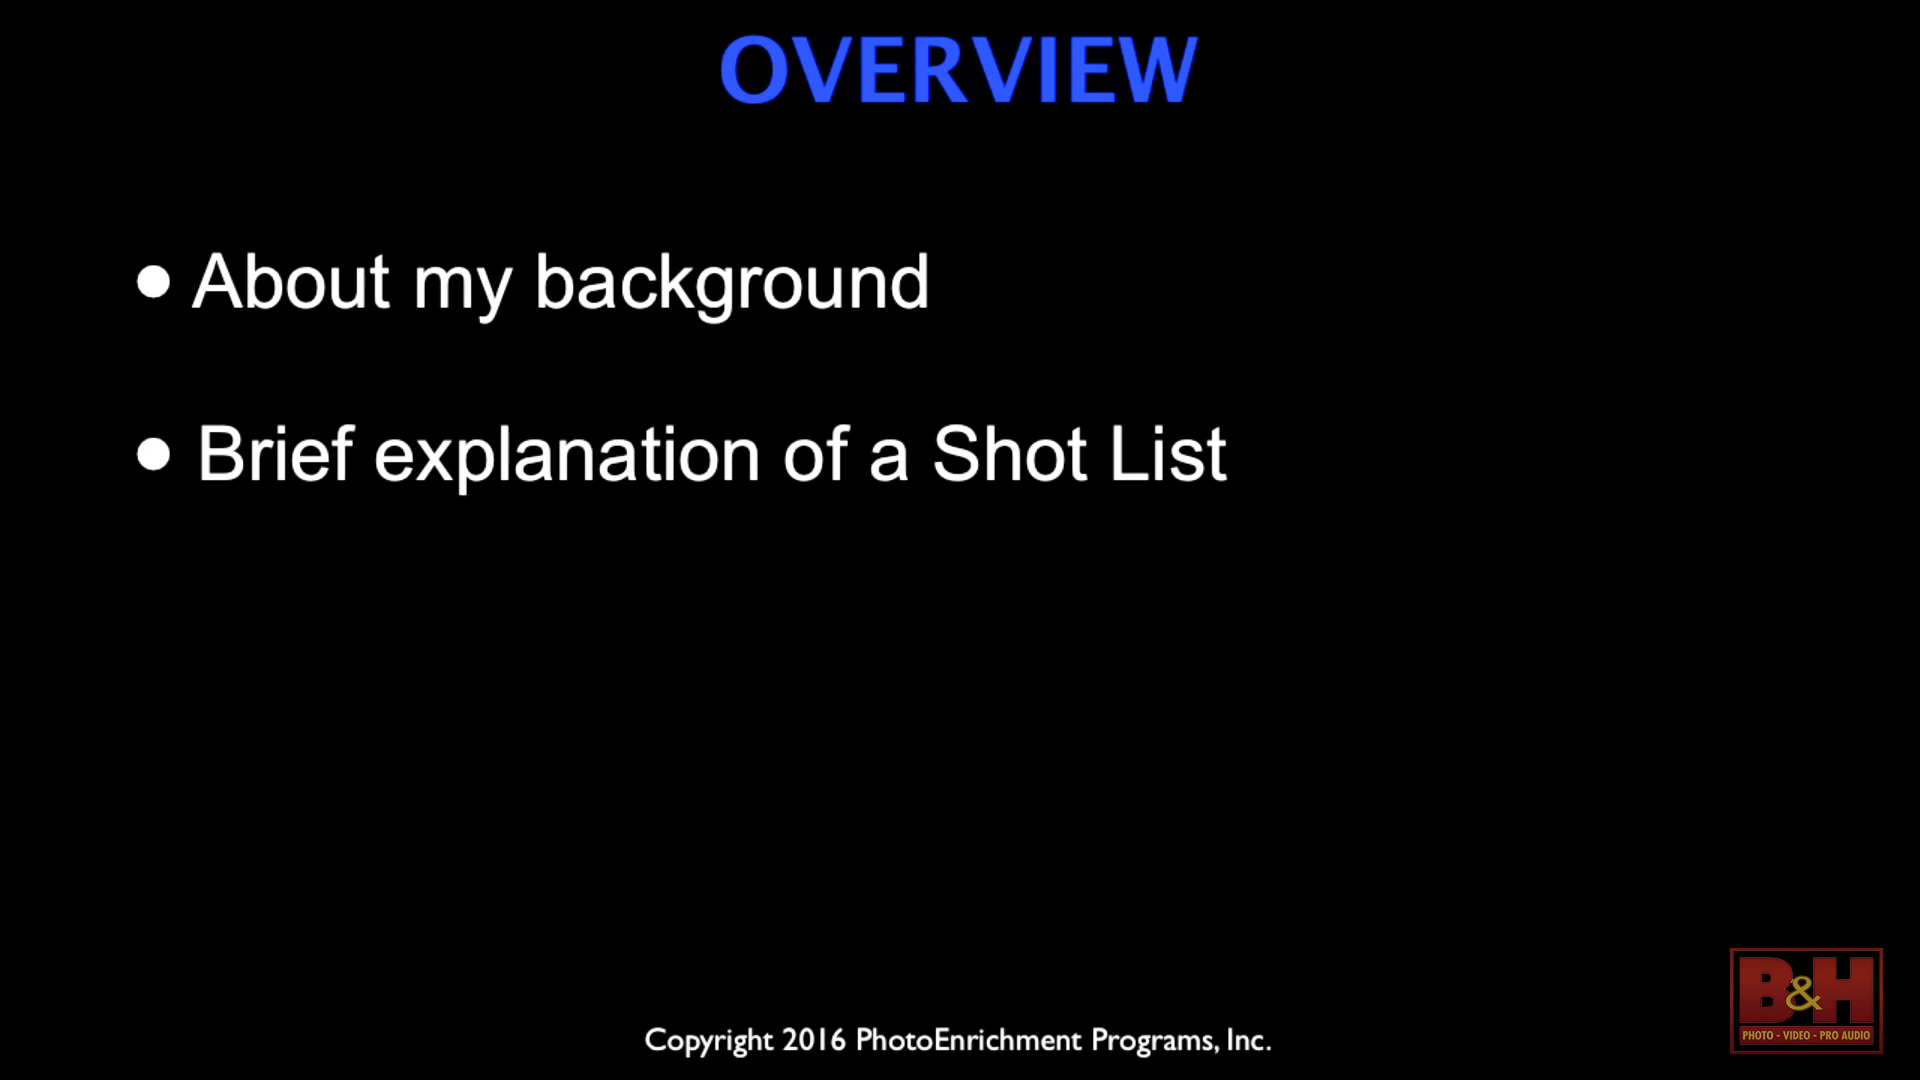 OVERVIEW
● About my background
● Brief explanation of a Shot List
Copyright 2016 PhotoEnrichment Programs, Inc.
B&H
PHOTO - VIDEO - PRO AUDIO